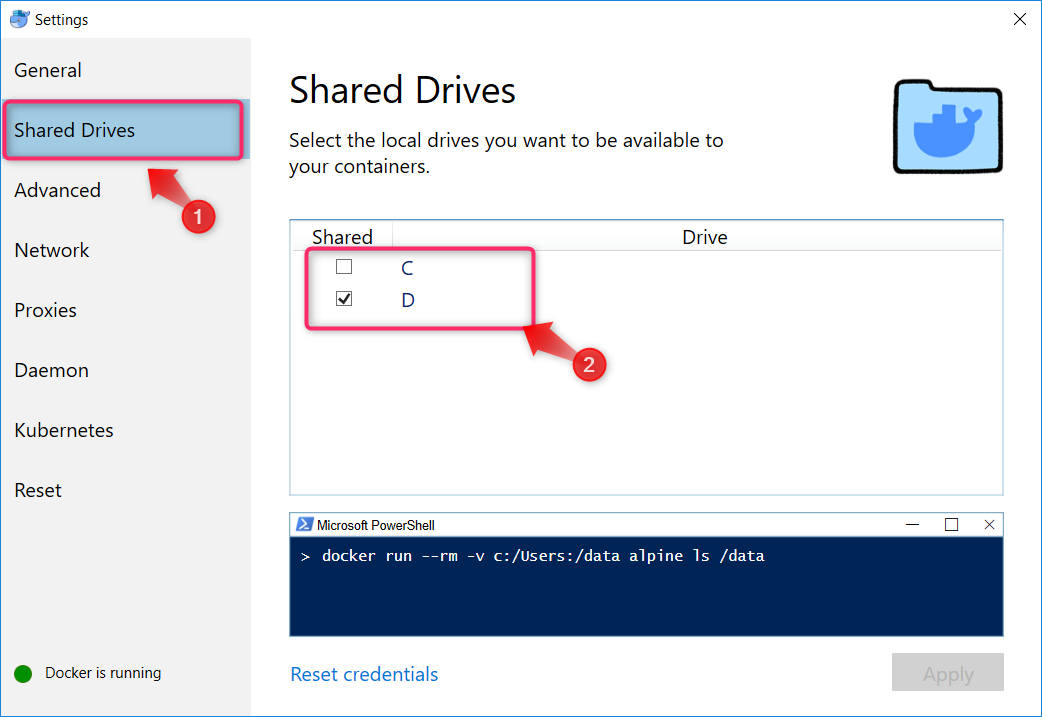 Settings
General
Shared Drives
Advanced
Network
Proxies
Daemon
Kubernetes
Reset
Docker is running
1
Shared Drives
Select the local drives you want to be available to
your containers.
Shared Drive
C
D
2
Microsoft PowerShell
> docker run --rm -v c:/Users:/data alpine ls /data
Reset credentials
Apply